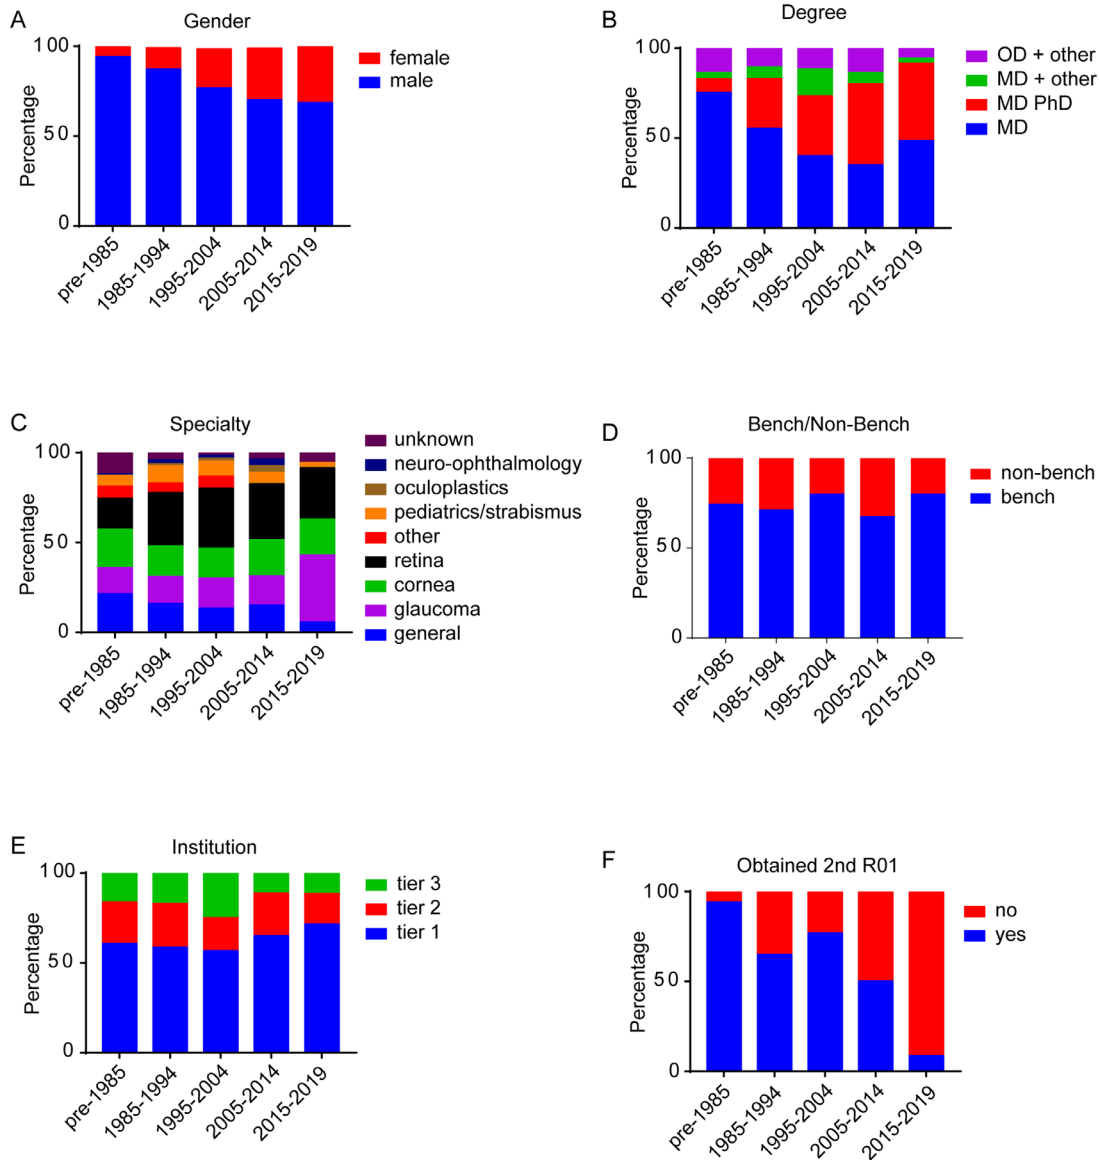 A
Gender
100
50
0
Percentage
female
male
pre-1985
1985-1994
1995-2004
2005-2014
2015-2019
B
Degree
100
50
0
Percentage
OD + other
MD + other
MD PhD
MD
pre-1985
1985-1994
1995-2004
2005-2014
2015-2019
C
Specialty
100
50
0
Percentage
unknown
neuro-ophthalmology
oculoplastics
pediatrics/strabismus
other
retina
cornea
glaucoma
general
pre-1985
1985-1994
1995-2004
2005-2014
2015-2019
D
Bench/Non-Bench
100
50
0
Percentage
non-bench
bench
pre-1985
1985-1994
1995-2004
2005-2014
2015-2019
E
Institution
100
50
0
Percentage
tier 3
tier 2
tier 1
pre-1985
1985-1994
1995-2004
2005-2014
2015-2019
F
Obtained 2nd R01
100
50
0
Percentage
no
yes
pre-1985
1985-1994
1995-2004
2005-2014
2015-2019